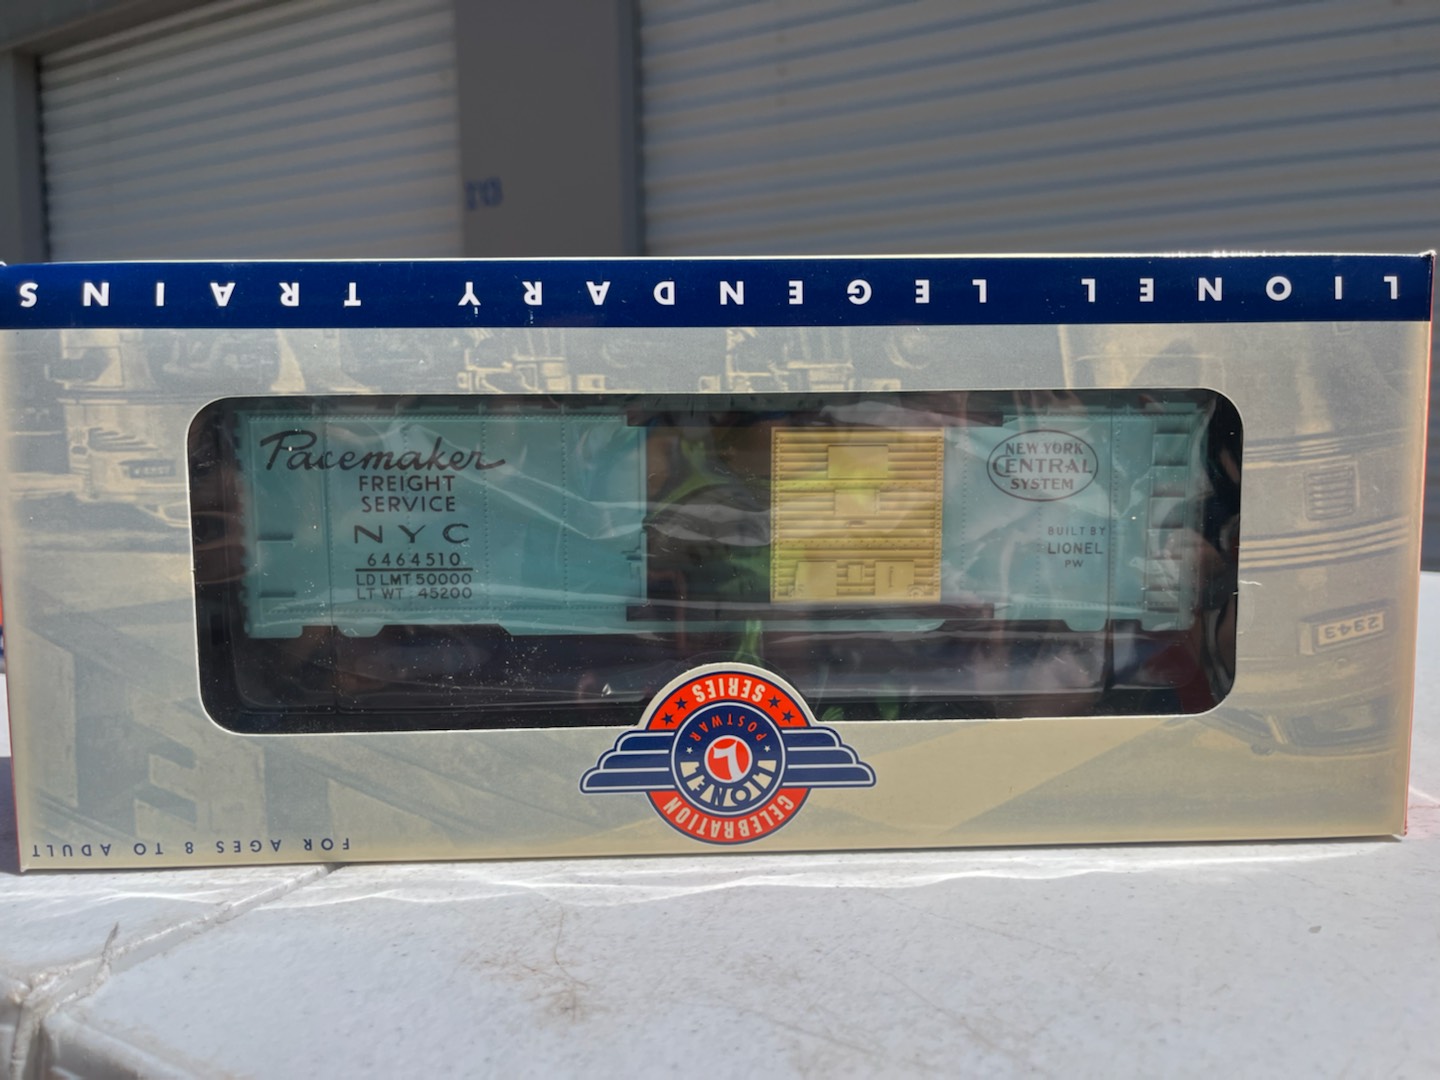 LIONEL LEGENDARY TRAINS
Pacemaker
FREIGHT
SERVICE
NYC
6464510
LD LMT 50000
LT WT 45200
NEW YORK
CENTRAL
SYSTEM
BUILT BY
LIONEL
PW
2343
POSTWAR
LIONEL
L
CELEBRATION
SERIES
FOR AGES 8 TO ADULT